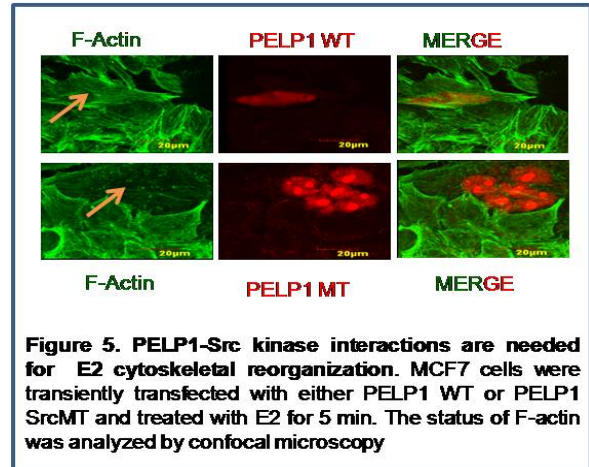 F-Actin PELP1 WT MERGE
20µm 20µm 20µm
20µm 20µm 20µm
F-Actin PELP1 MT MERGE
Figure 5. PELP1-Src kinase interactions are needed
for E2 cytoskeletal reorganization. MCF7 cells were
transiently transfected with either PELP1 WT or PELP1
SrcMT and treated with E2 for 5 min. The status of F-actin
was analyzed by confocal microscopy